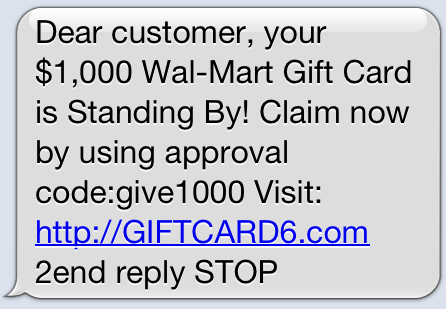 Dear customer, your
$1,000 Wal-Mart Gift Card
is Standing By! Claim now
by using approval
code:give1000 Visit:
http://GIFTCARD6.com
2end reply STOP